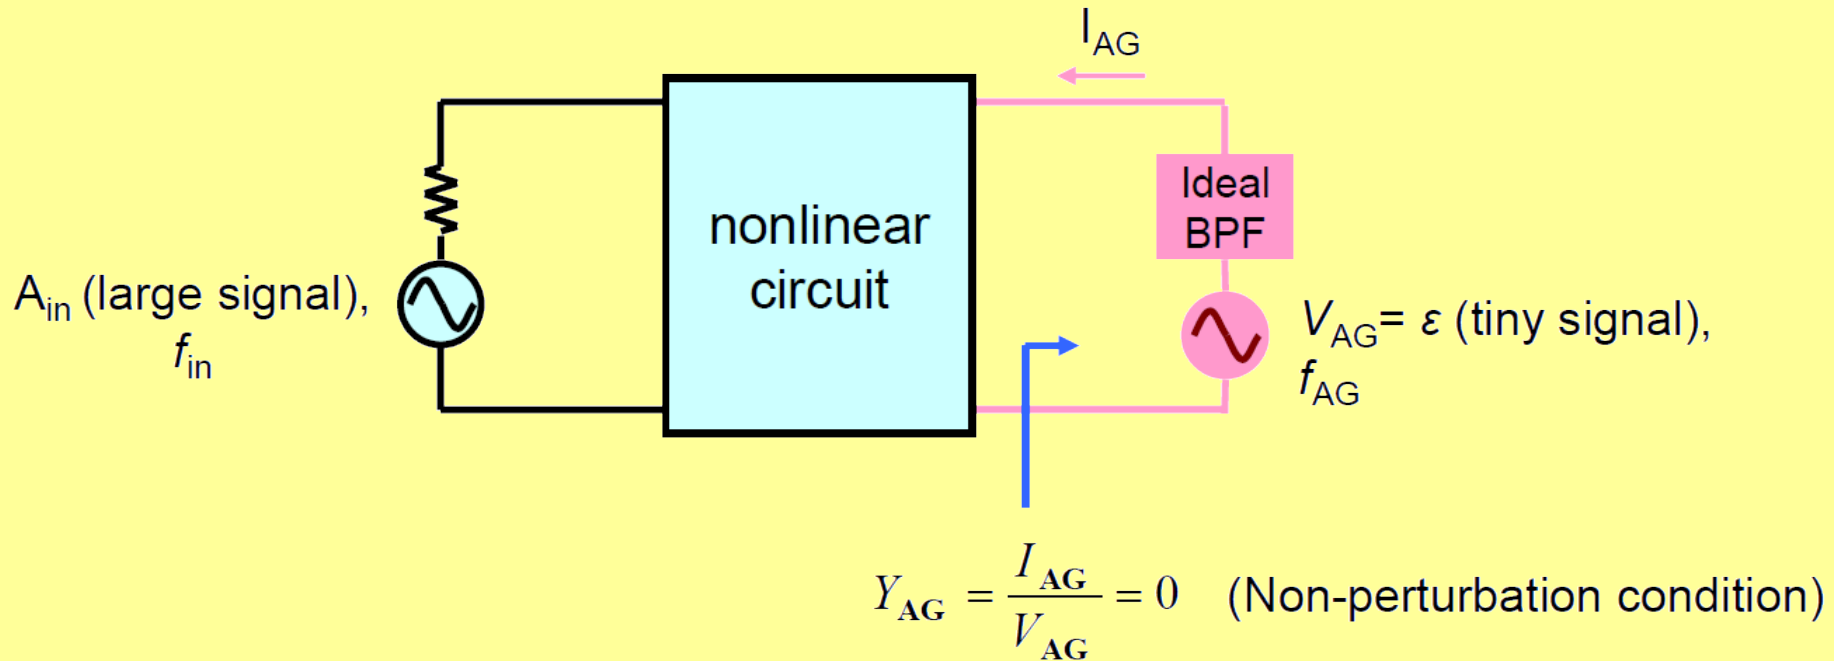 I_AG
Ideal
BPF
nonlinear
circuit
A_in (large signal),
f_in
V_AG= ε (tiny signal),
f_AG
Y_AG = I_AG / V_AG = 0 (Non-perturbation condition)